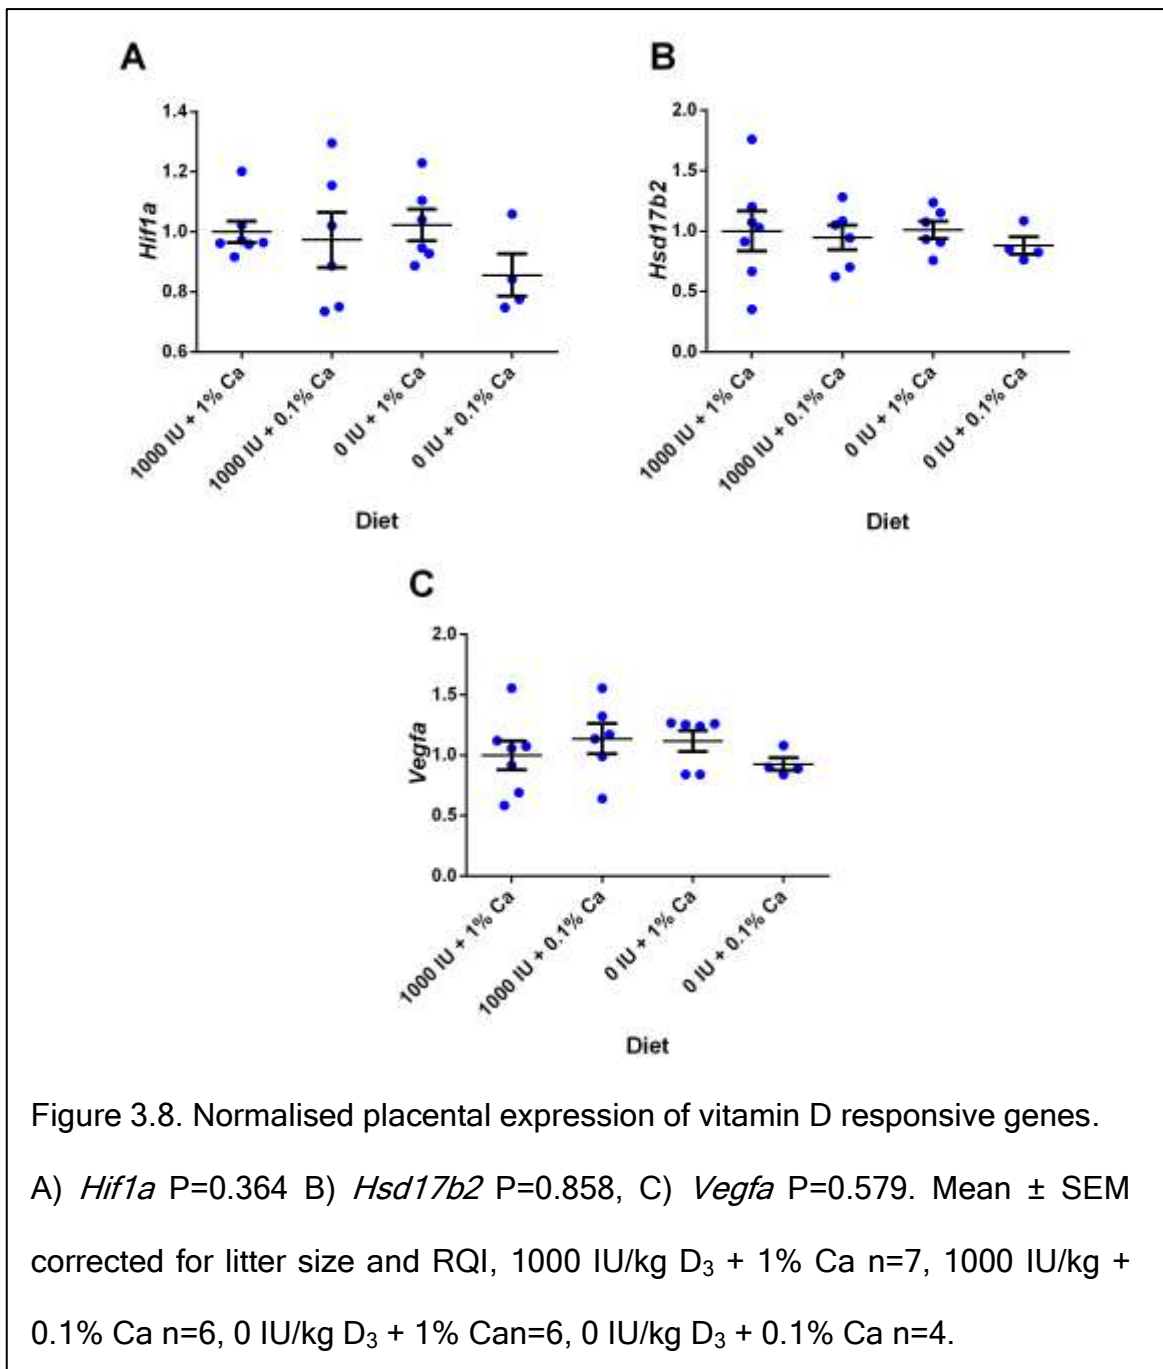 A
1.4
1.2
1.0
0.8
0.6
Hif1a
1000 IU + 1% Ca
1000 IU + 0.1% Ca
0 IU + 1% Ca
0 IU + 0.1% Ca
Diet
B
2.0
1.5
1.0
0.5
0.0
Hsd17b2
1000 IU + 1% Ca
1000 IU + 0.1% Ca
0 IU + 1% Ca
0 IU + 0.1% Ca
Diet
C
2.0
1.5
1.0
0.5
0.0
Vegfa
1000 IU + 1% Ca
1000 IU + 0.1% Ca
0 IU + 1% Ca
0 IU + 0.1% Ca
Diet
Figure 3.8. Normalised placental expression of vitamin D responsive genes.
A) Hif1a P=0.364 B) Hsd17b2 P=0.858, C) Vegfa P=0.579. Mean ± SEM
corrected for litter size and RQI, 1000 IU/kg D₃ + 1% Ca n=7, 1000 IU/kg +
0.1% Ca n=6, 0 IU/kg D₃ + 1% Can=6, 0 IU/kg D₃ + 0.1% Ca n=4.